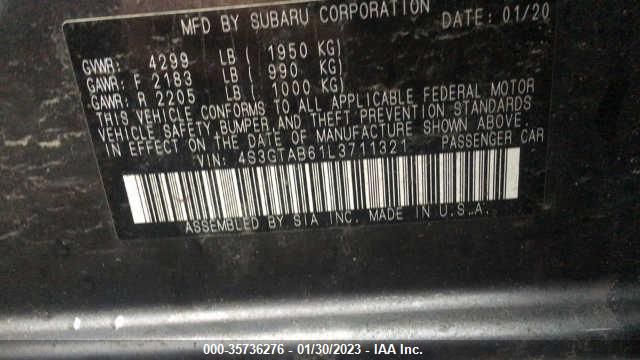 MFD BY SUBARU CORPORATION DATE: 01/20
GVWR: 4299 LB ( 1950 KG)
GAWR: F 2183 LB ( 990 KG)
GAWR: R 2205 LB ( 1000 KG)
THIS VEHICLE CONFORMS TO ALL APPLICABLE FEDERAL MOTOR
VEHICLE SAFETY, BUMPER, AND THEFT PREVENTION STANDARDS
IN EFFECT ON THE DATE OF MANUFACTURE SHOWN ABOVE.
VIN: 4S3GTAB61L3711321 PASSENGER CAR
ASSEMBLED BY SIA INC. MADE IN U.S.A.
000-35736276 - 01/30/2023 - IAA Inc.